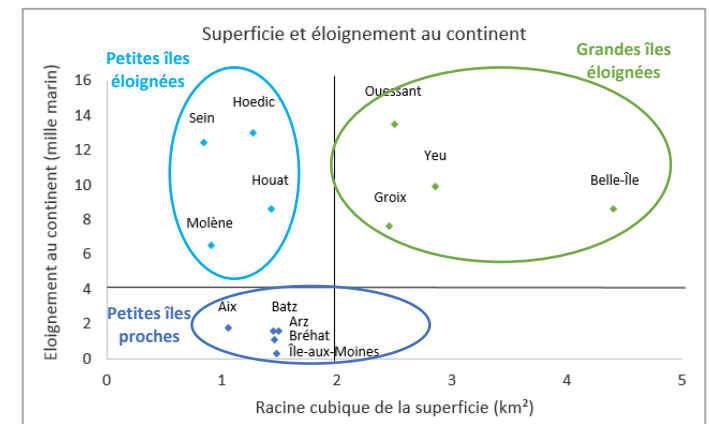 Superficie et éloignement au continent
Petites îles
éloignées
Grandes îles
éloignées
Eloignement au continent (mille marin)
16
14
12
10
8
6
4
2
0
Ouessant
Hoedic
Sein
Yeu
Houat
Belle-Île
Groix
Molène
Petites îles
proches
Aix
Batz
Arz
Bréhat
Île-aux-Moines
0 1 2 3 4 5
Racine cubique de la superficie (km²)